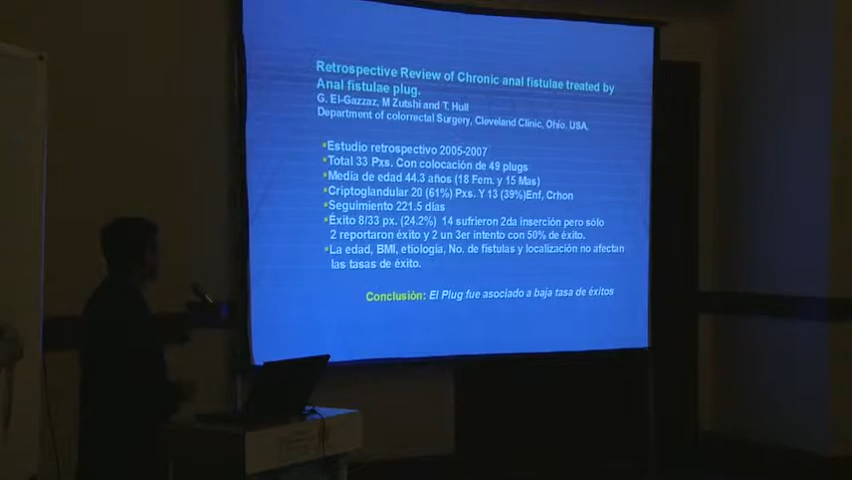 Retrospective Review of Chronic anal fistulae treated by
Anal fistulae plug.
G. El-Gazzaz, M Zutshi and T. Hull
Department of colorrectal Surgery, Cleveland Clinic, Ohio. USA.
•Estudio retrospectivo 2005-2007
•Total 33 Pxs. Con colocación de 49 plugs
•Media de edad 44.3 años (18 Fem. y 15 Mas)
•Criptoglandular 20 (61%) Pxs. Y 13 (39%)Enf, Crhon
•Seguimiento 221.5 dias
•Éxito 8/33 px. (24.2%) 14 sufrieron 2da inserción pero sólo
2 reportaron éxito y 2 un 3er intento con 50% de éxito.
•La edad, BMI, etiología, No. de fistulas y localización no afectan
las tasas de éxito.
Conclusión: El Plug fue asociado a baja tasa de éxitos